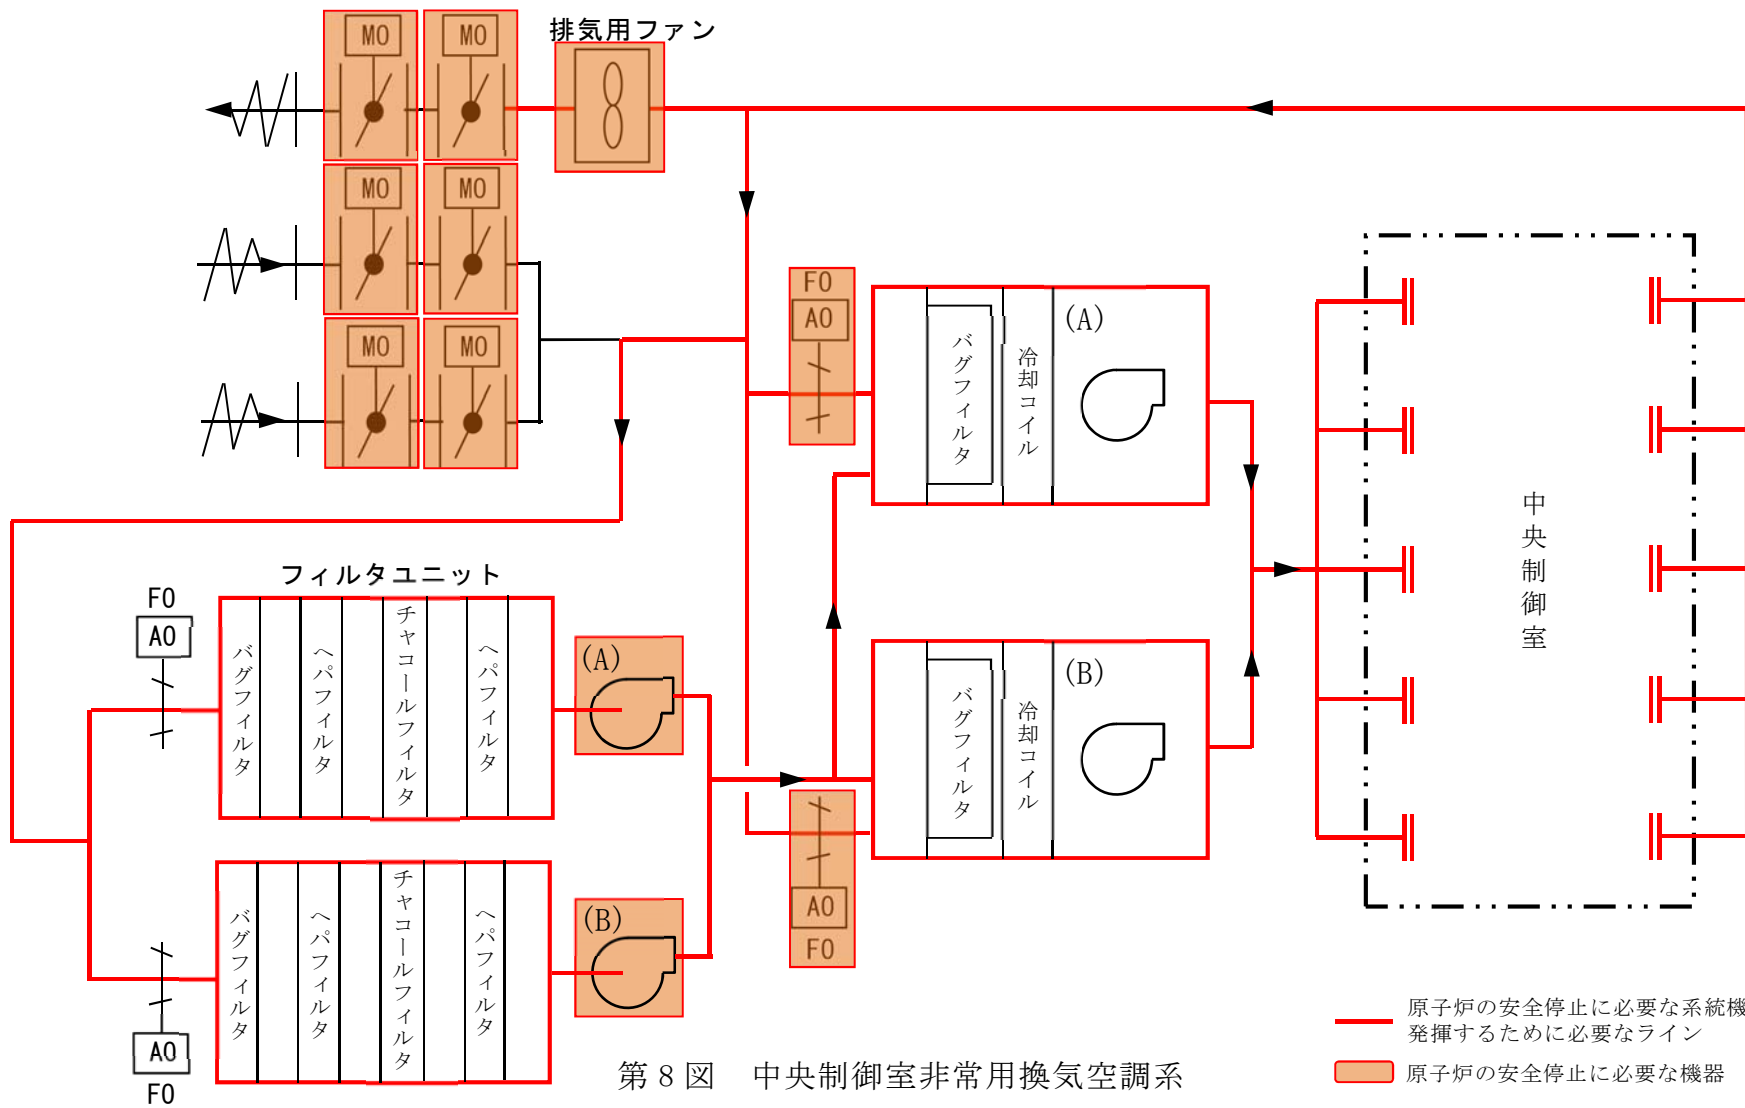 排気用ファン
MO
MO
MO
MO
MO
MO
FO
AO
(A)
バグフィルタ
冷却コイル
中央制御室
フィルタユニット
FO
AO
バグフィルタ
ヘパフィルタ
チャコールフィルタ
ヘパフィルタ
(A)
(B)
バグフィルタ
冷却コイル
バグフィルタ
ヘパフィルタ
チャコールフィルタ
ヘパフィルタ
(B)
AO
FO
AO
FO
原子炉の安全停止に必要な系統機
発揮するために必要なライン
原子炉の安全停止に必要な機器
第8図 中央制御室非常用換気空調系